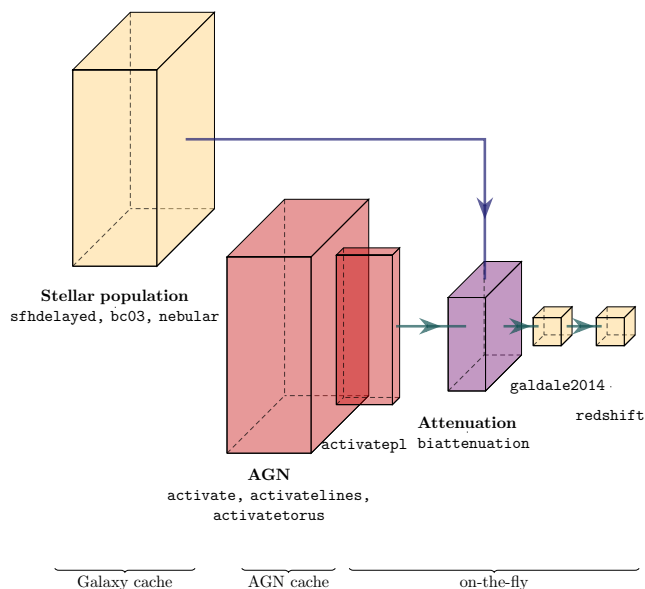 Stellar population
sfhdelayed, bc03, nebular
galdale2014
redshift
Attenuation
activatepl
biattenuation
AGN
activate, activatelines,
activatetorus
Galaxy cache
AGN cache
on-the-fly